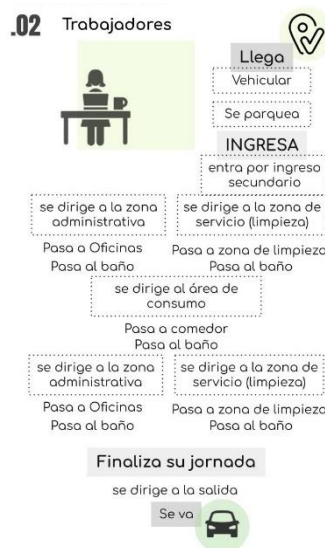 .02 Trabajadores
Llega
Vehicular
Se parquea
INGRESA
entra por ingreso
secundario
se dirige a la zona
administrativa
Pasa a Oficinas
Pasa al baño
se dirige a la zona de
servicio (limpieza)
Pasa a zona de limpieza
Pasa al baño
se dirige al área de
consumo
Pasa a comedor
Pasa al baño
se dirige a la zona
administrativa
Pasa a Oficinas
Pasa al baño
se dirige a la zona de
servicio (limpieza)
Pasa a zona de limpieza
Pasa al baño
Finaliza su jornada
se dirige a la salida
Se va